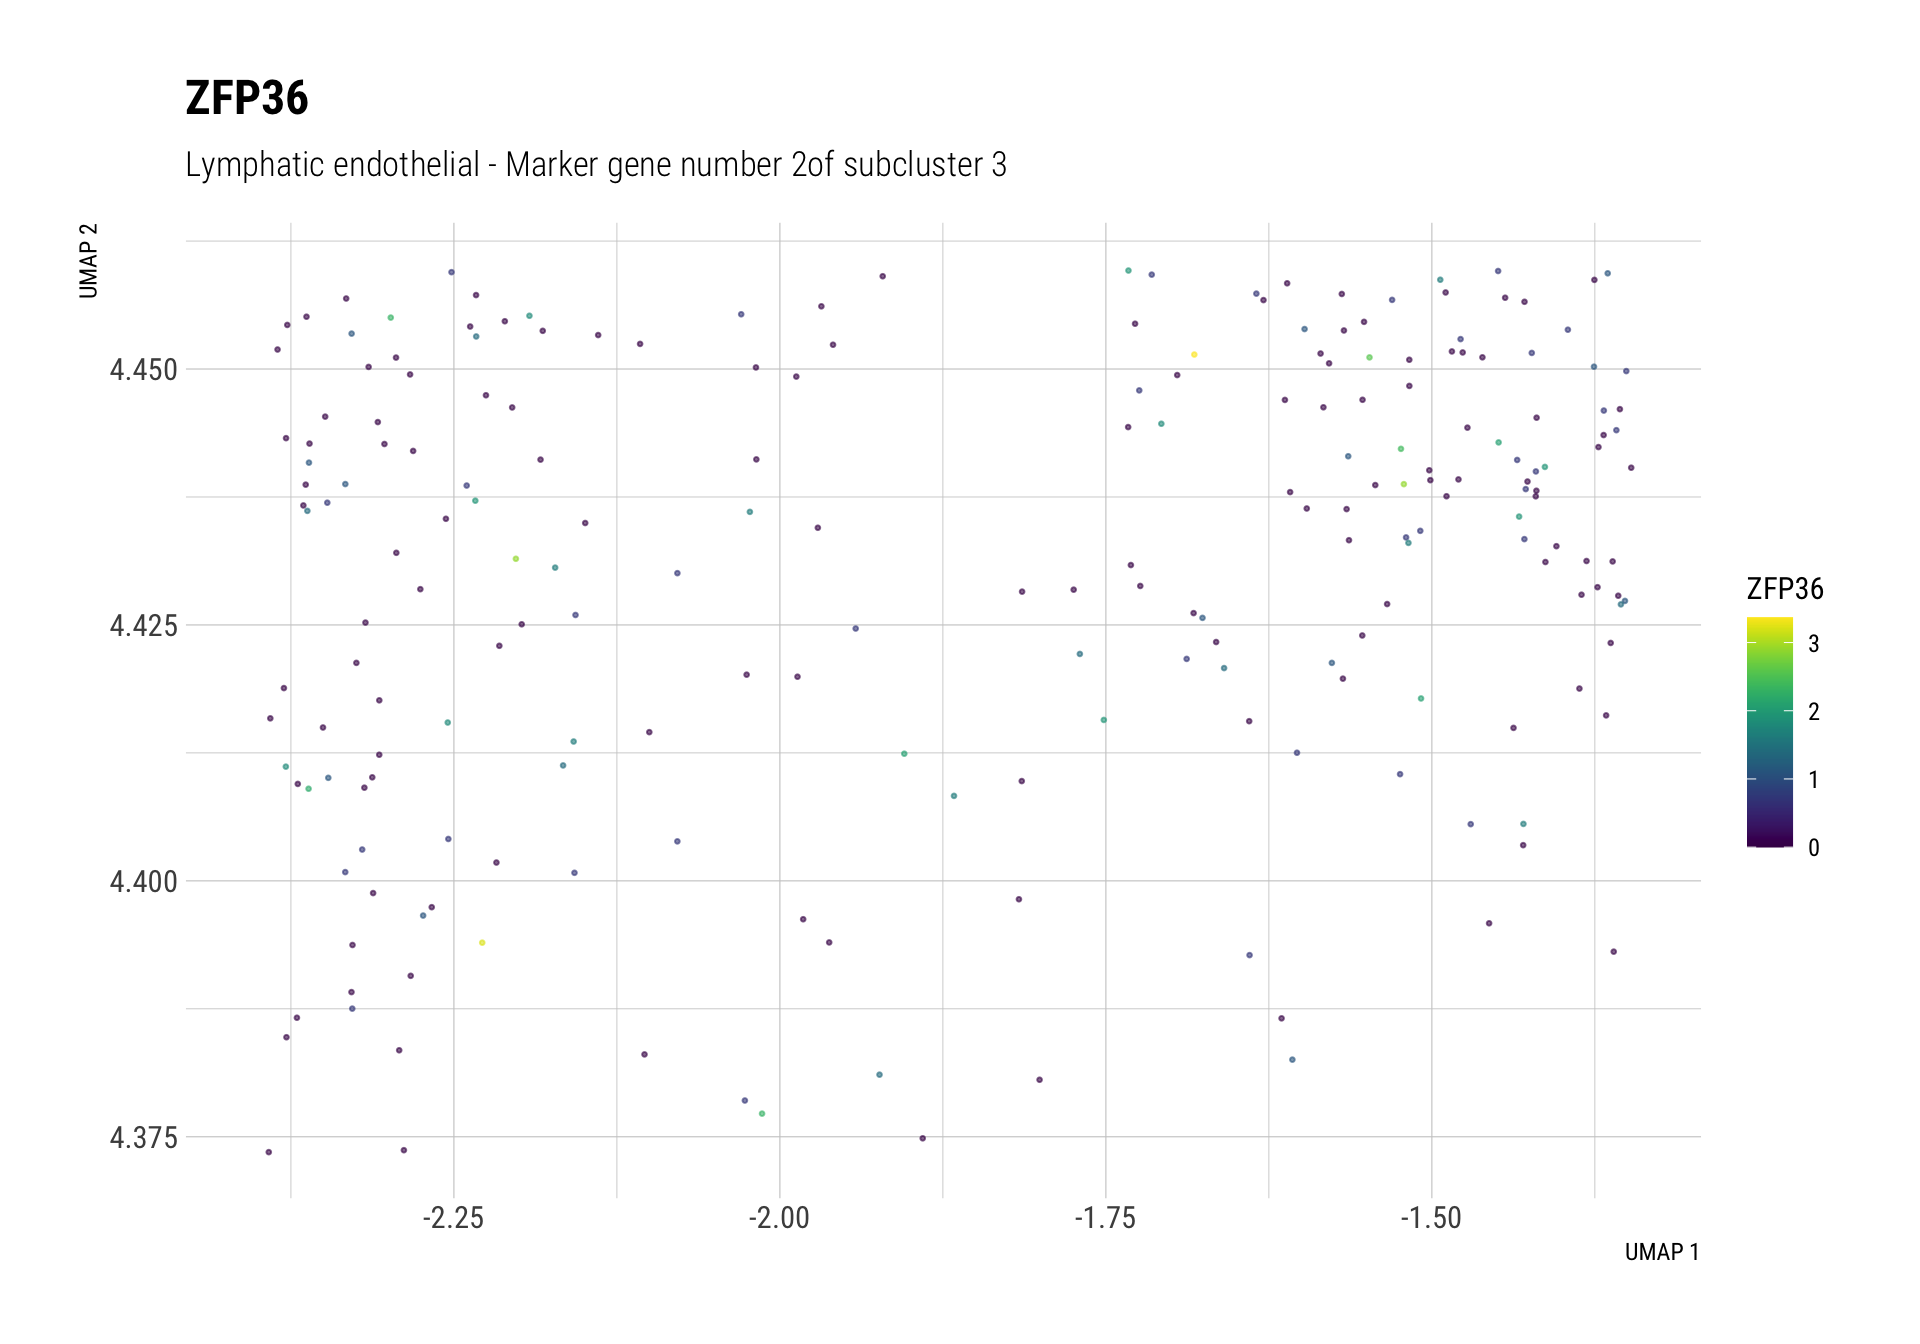 ZFP36
Lymphatic endothelial - Marker gene number 2of subcluster 3
UMAP 2
4.450
4.425
4.400
4.375
-2.25
-2.00
-1.75
-1.50
UMAP 1
ZFP36
3
2
1
0